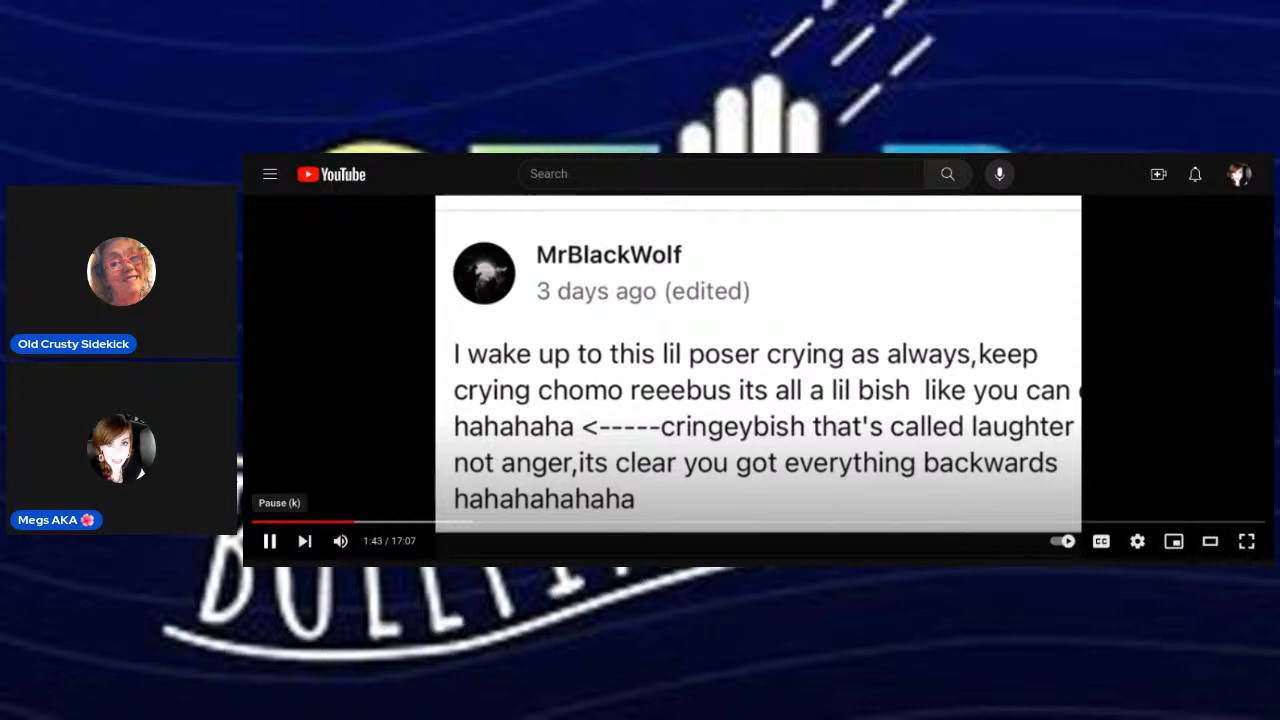 YouTube
Search
MrBlackWolf
3 days ago (edited)
I wake up to this lil poser crying as always,keep
crying chomo reeebus its all a lil bish like you can
hahahaha <-----cringeybish that's called laughter
not anger,its clear you got everything backwards
hahahahahaha
Pause (k)
1:43 / 17:07
CC
Old Crusty Sidekick
Megs AKA 🌸